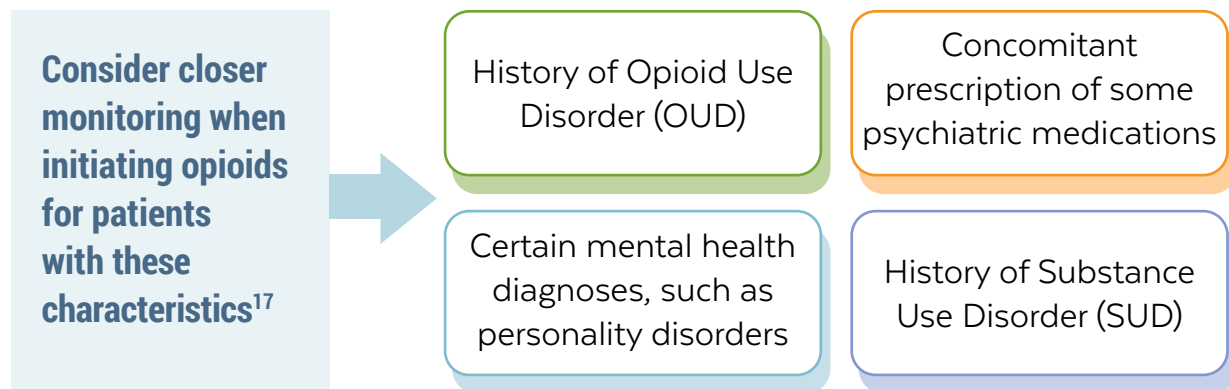 Consider closer
monitoring when
initiating opioids
for patients
with these
characteristics17
History of Opioid Use
Disorder (OUD)
Concomitant
prescription of some
psychiatric medications
Certain mental health
diagnoses, such as
personality disorders
History of Substance
Use Disorder (SUD)